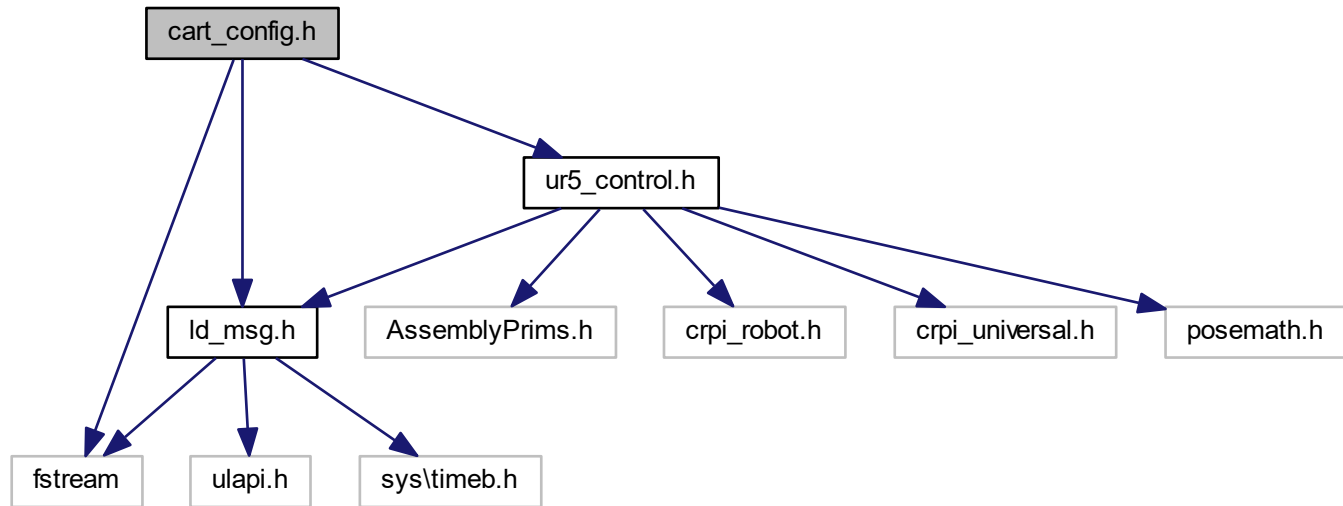 cart_config.h
ur5_control.h
ld_msg.h
AssemblyPrims.h
crpi_robot.h
crpi_universal.h
posemath.h
fstream
ulapi.h
sys\timeb.h